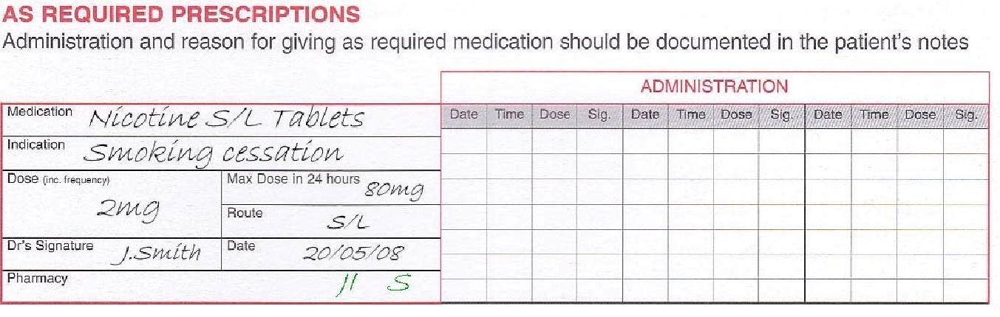 AS REQUIRED PRESCRIPTIONS
Administration and reason for giving as required medication should be documented in the patient's notes
ADMINISTRATION
Date Time Dose Sig. Date Time Dose Sig. Date Time Dose Sig.
Medication Nicotine S/L Tablets
Indication Smoking cessation
Dose (inc. frequency) 2mg
Max Dose in 24 hours 80mg
Route S/L
Dr's Signature J.Smith Date 20/05/08
Pharmacy S